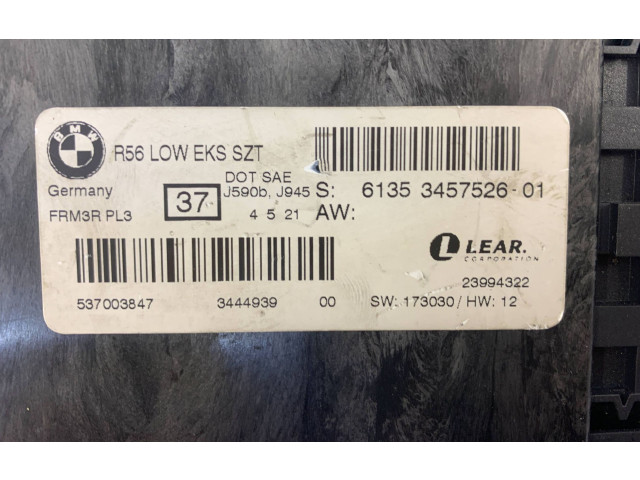 BMW
R56 LOW EKS SZT
Germany
37
DOT SAE
J590b, J945
S: 6135 3457526-01
FRM3R PL3
4 5 21
AW:
LEAR.
CORPORATION
23994322
537003847 3444939 00 SW: 173030 / HW: 12